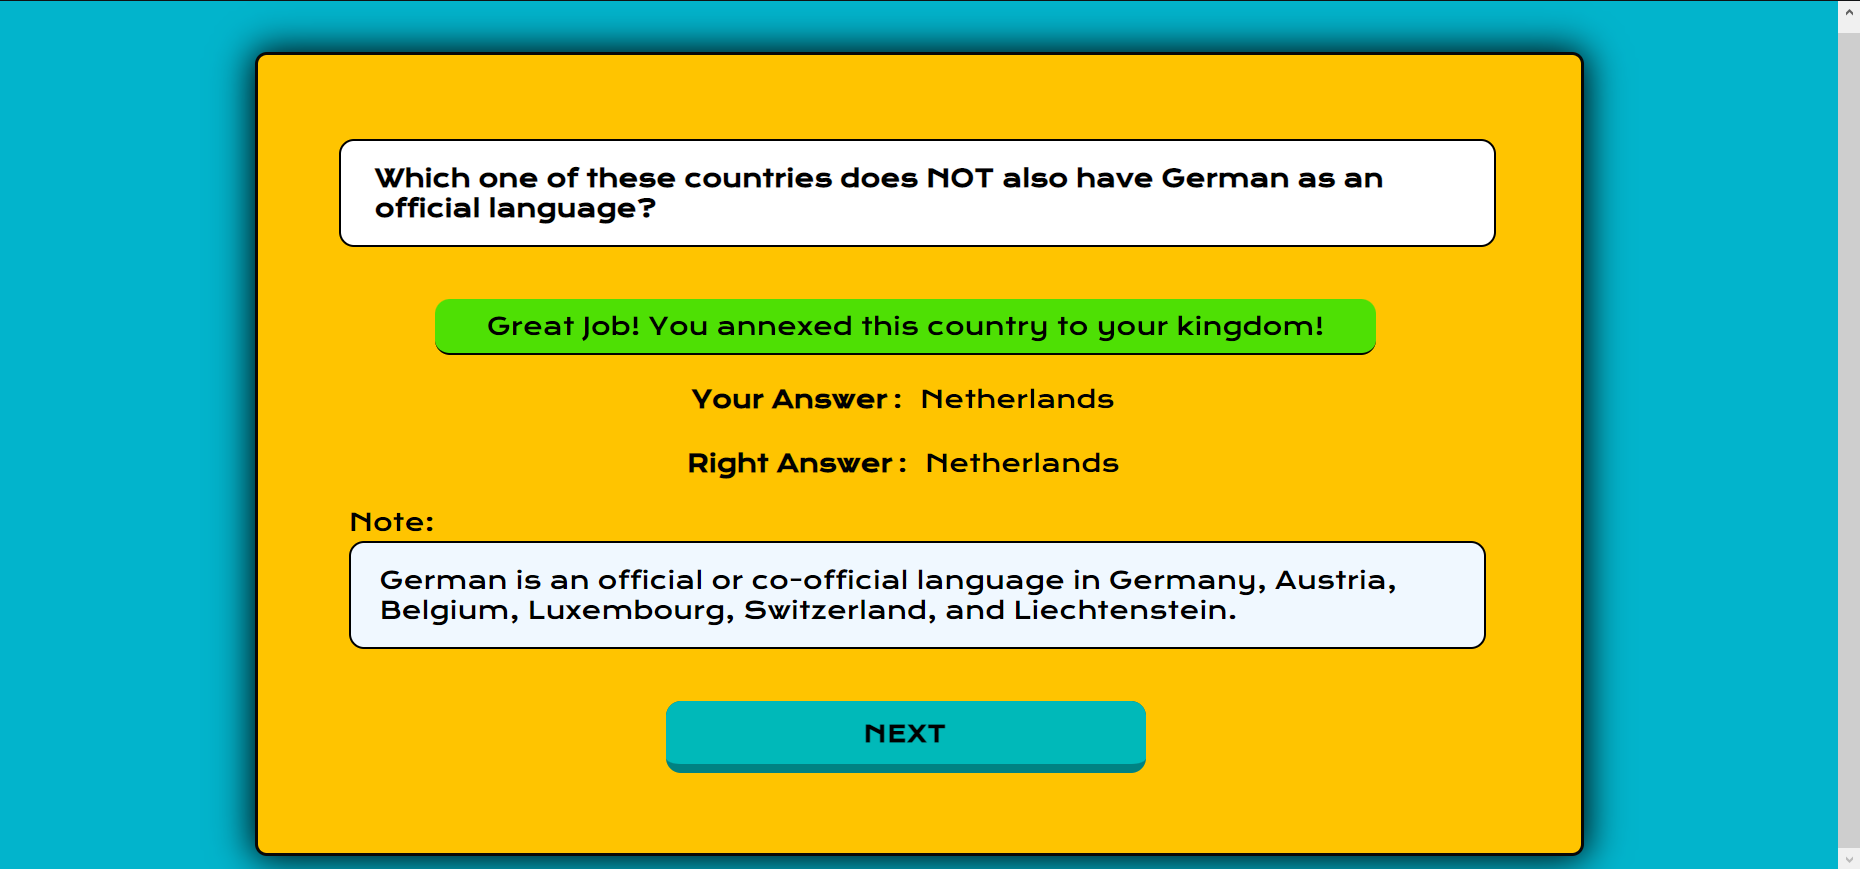 Which one of these countries does NOT also have German as an
official language?
Great Job! You annexed this country to your kingdom!
Your Answer : Netherlands
Right Answer : Netherlands
Note:
German is an official or co-official language in Germany, Austria,
Belgium, Luxembourg, Switzerland, and Liechtenstein.
NEXT